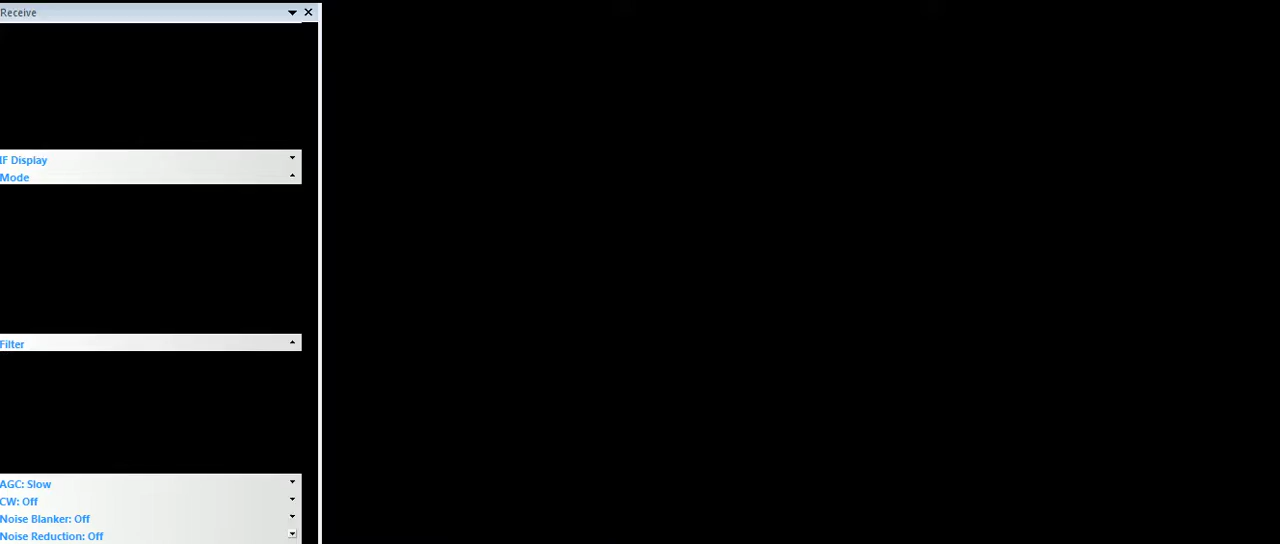 Receive
IF Display
Mode
Filter
AGC: Slow
CW: Off
Noise Blanker: Off
Noise Reduction: Off